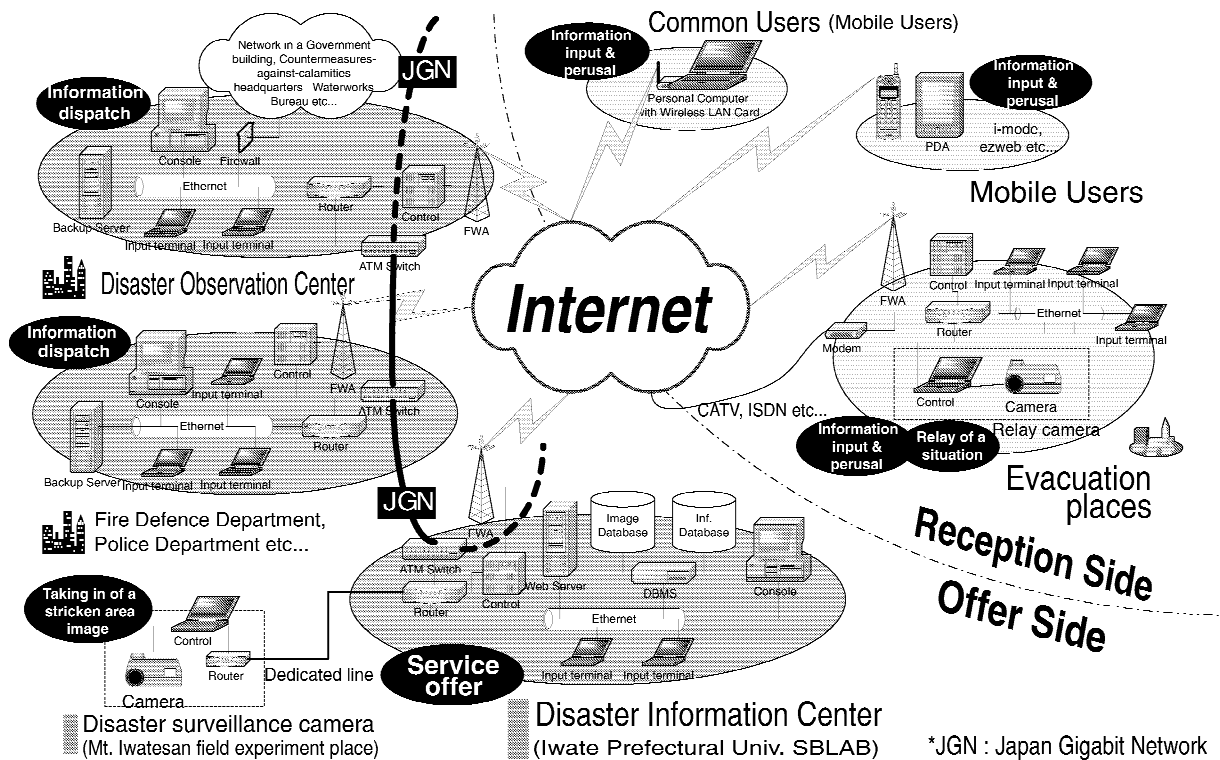 Common Users (Mobile Users)
Information
input &
perusal
Personal Computer
with Wireless LAN Card
Information
input &
perusal
PDA
i-mode,
ezweb etc...
Mobile Users
Network in a Government
building, Countermeasures-
against-calamitics
headquarters Waterworks
Bureau etc...
JGN
Information
dispatch
Console
Firewall
Ethernet
Router
Control
Backup Server
Input terminal
Input terminal
FWA
ATM Switch
Disaster Observation Center
Internet
FWA
Control
Input terminal
Input terminal
Router
Ethernet
Modem
Input terminal
Control
Camera
Relay camera
CATV, ISDN etc...
Information
input &
perusal
Relay of a
situation
Evacuation
places
Information
dispatch
Control
Console
Input terminal
FWA
ATM Switch
Ethernet
Router
Backup Server
Input terminal
Input terminal
JGN
Fire Defence Department,
Police Department etc...
Reception Side
Offer Side
FWA
Image
Database
Inf.
Database
ATM Switch
Web Server
Router
Control
DBMS
Console
Ethernet
Input terminal
Input terminal
Service
offer
Taking in of a
stricken area
image
Control
Router
Camera
Dedicated line
Disaster surveillance camera
(Mt. Iwatesan field experiment place)
Disaster Information Center
(Iwate Prefectural Univ. SBLAB)
*JGN : Japan Gigabit Network